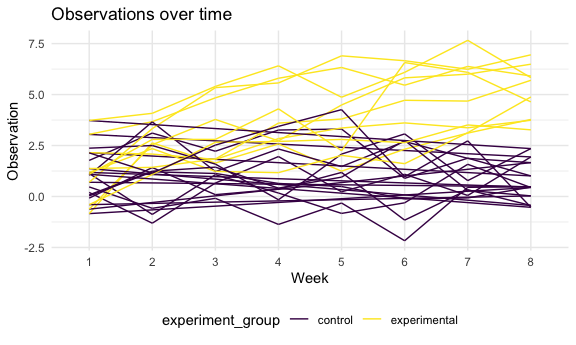 Observations over time
Observation
7.5
5.0
2.5
0.0
-2.5
1 2 3 4 5 6 7 8
Week
experiment_group control experimental